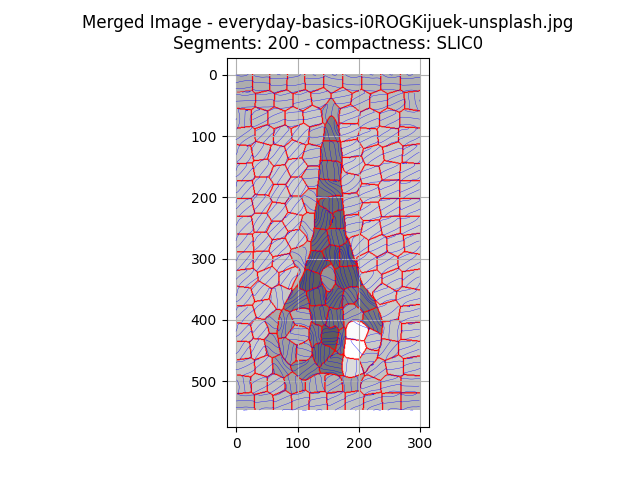 Merged Image - everyday-basics-i0ROGKijuek-unsplash.jpg
Segments: 200 - compactness: SLIC0
0
100
200
300
400
500
0 100 200 300